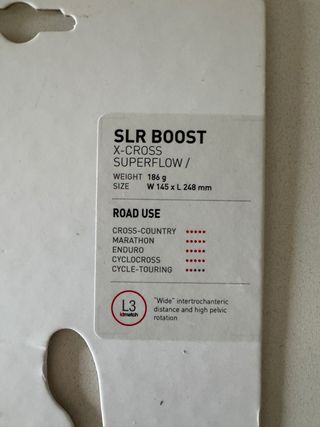 SLR BOOST
X-CROSS
SUPERFLOW /
WEIGHT 186 g
SIZE W 145 x L 248 mm
ROAD USE
CROSS-COUNTRY •••••
MARATHON •••••
ENDURO •••••
CYCLOCROSS •••••
CYCLE-TOURING •••••
L3
idmatch
"Wide" intertrochanteric
distance and high pelvic
rotation